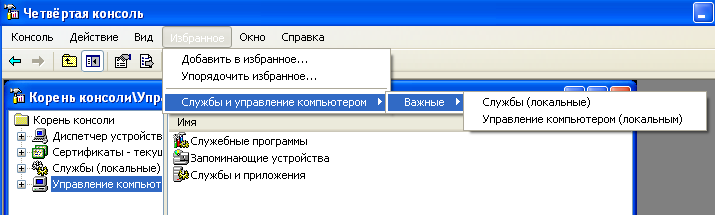 Четвёртая консоль
Консоль Действие Вид Избранное Окно Справка
Добавить в избранное...
Упорядочить избранное...
Службы и управление компьютером
Важные
Службы (локальные)
Управление компьютером (локальным)
Корень консоли\Упра
Корень консоли
Диспетчер устройств
Сертификаты - текущ
Службы (локальные)
Управление компьют
Имя
Служебные программы
Запоминающие устройства
Службы и приложения